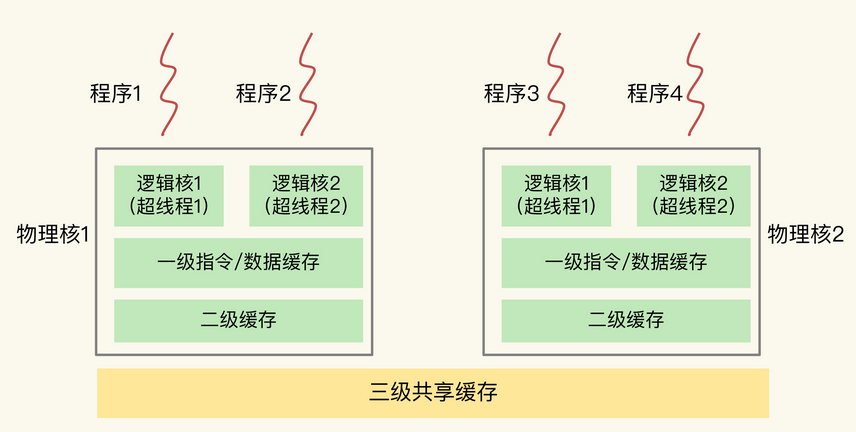 程序1
程序2
程序3
程序4
物理核1
逻辑核1
(超线程1)
逻辑核2
(超线程2)
一级指令/数据缓存
二级缓存
逻辑核1
(超线程1)
逻辑核2
(超线程2)
一级指令/数据缓存
二级缓存
物理核2
三级共享缓存